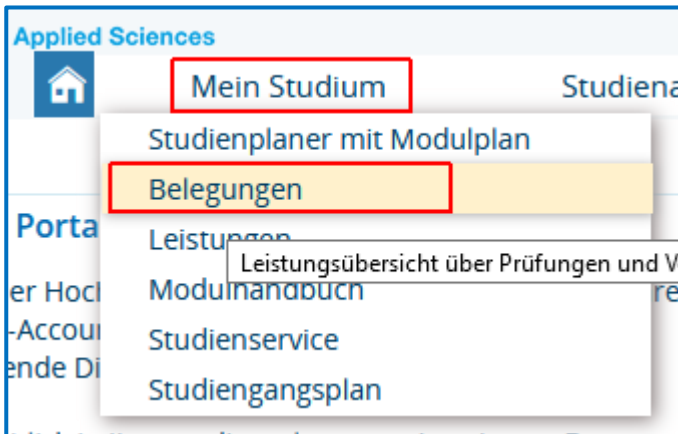 Applied Sciences
Mein Studium Studiena
Studienplaner mit Modulplan
Belegungen
Porta
Leistungen
Leistungsübersicht über Prüfungen und V
er Hoch
Modulhandbuch
re
-Accoun
Studienservice
ende Di
Studiengangsplan